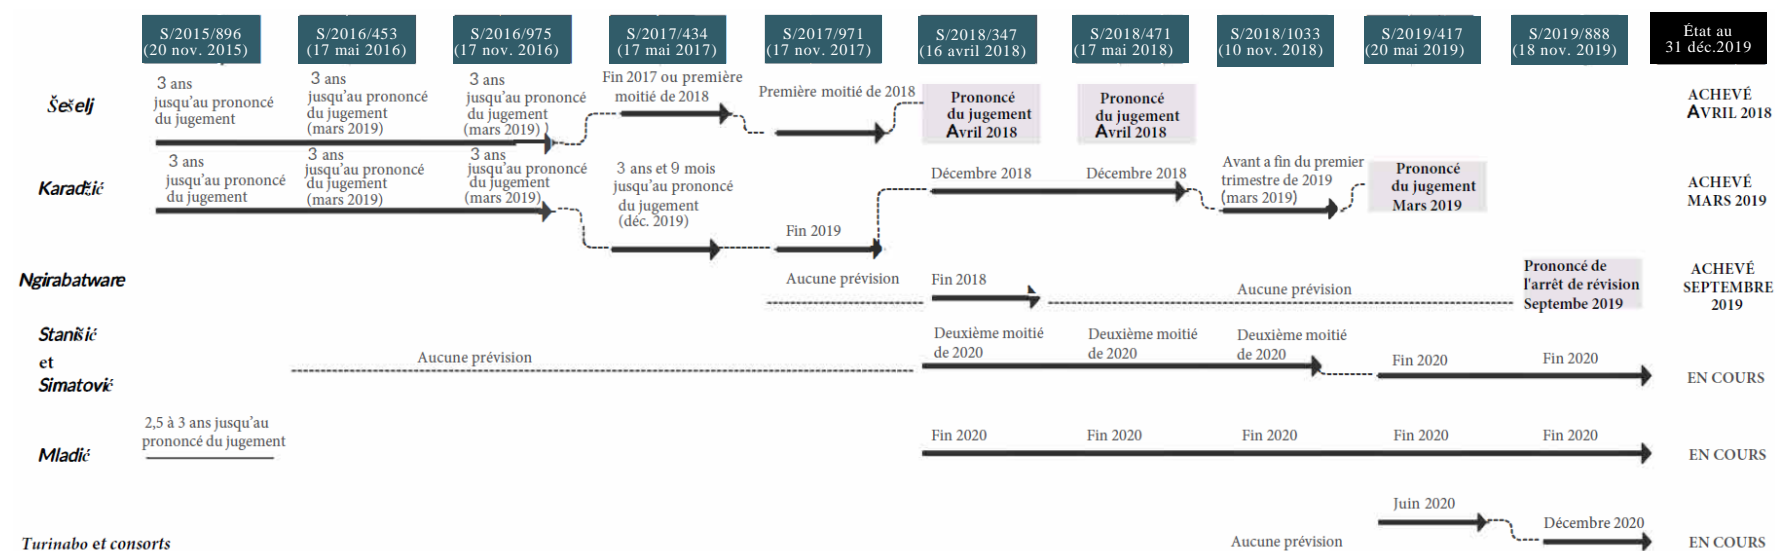 S/2015/896
(20 nov. 2015)
S/2016/453
(17 mai 2016)
S/2016/975
(17 nov. 2016)
S/2017/434
(17 mai 2017)
S/2017/971
(17 nov. 2017)
S/2018/347
(16 avril 2018)
S/2018/471
(17 mai 2018)
S/2018/1033
(10 nov. 2018)
S/2019/417
(20 mai 2019)
S/2019/888
(18 nov. 2019)
État au
31 déc.2019
Šešelj
3 ans
jusqu'au prononcé
du jugement
3 ans
jusqu'au prononcé
du jugement
(mars 2019)
3 ans
jusqu'au prononcé
du jugement
(mars 2019) )
Fin 2017 ou première
moitié de 2018
Première moitié de 2018
Prononcé
du jugement
Avril 2018
Prononcé
du jugement
Avril 2018
ACHEVÉ
AVRIL 2018
Karadžić
3 ans
jusqu'au prononcé
du jugement
3 ans
jusqu'au prononcé
du jugement
(mars 2019)
3 ans
jusqu'au prononcé
du jugement
(mars 2019)
3 ans et 9 mois
jusqu'au prononcé
du jugement
(déc. 2019)
Fin 2019
Décembre 2018
Décembre 2018
Avant a fin du premier
trimestre de 2019
(mars 2019)
Prononcé
du jugement
Mars 2019
ACHEVÉ
MARS 2019
Ngirabatware
Aucune prévision
Fin 2018
Aucune prévision
Prononcé de
l'arrêt de révision
Septembe 2019
ACHEVÉ
SEPTEMBRE
2019
Stanišić
et
Simatović
Aucune prévision
Deuxième moitié
de 2020
Deuxième moitié
de 2020
Deuxième moitié
de 2020
Fin 2020
Fin 2020
EN COURS
Mladić
2,5 à 3 ans jusqu'au
prononcé du jugement
Fin 2020
Fin 2020
Fin 2020
Fin 2020
Fin 2020
EN COURS
Turinabo et consorts
Aucune prévision
Juin 2020
Décembre 2020
EN COURS